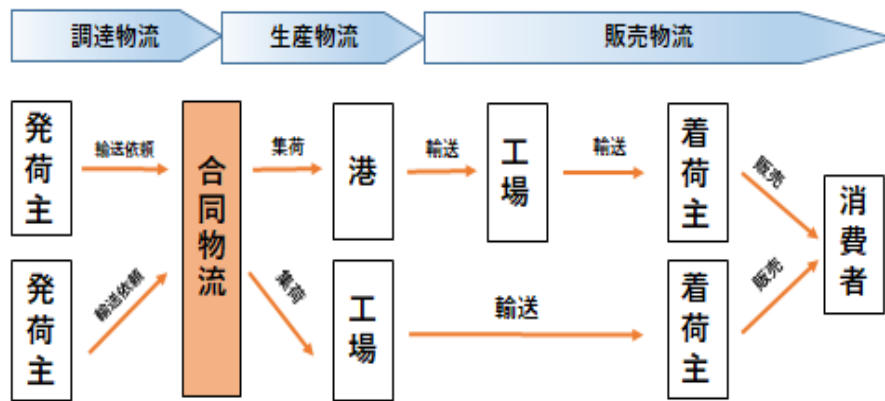 調達物流
生産物流
販売物流
発荷主
輸送依頼
合同物流
集荷
港
輸送
工場
輸送
着荷主
販売
消費者
発荷主
輸送依頼
集荷
工場
輸送
着荷主
販売